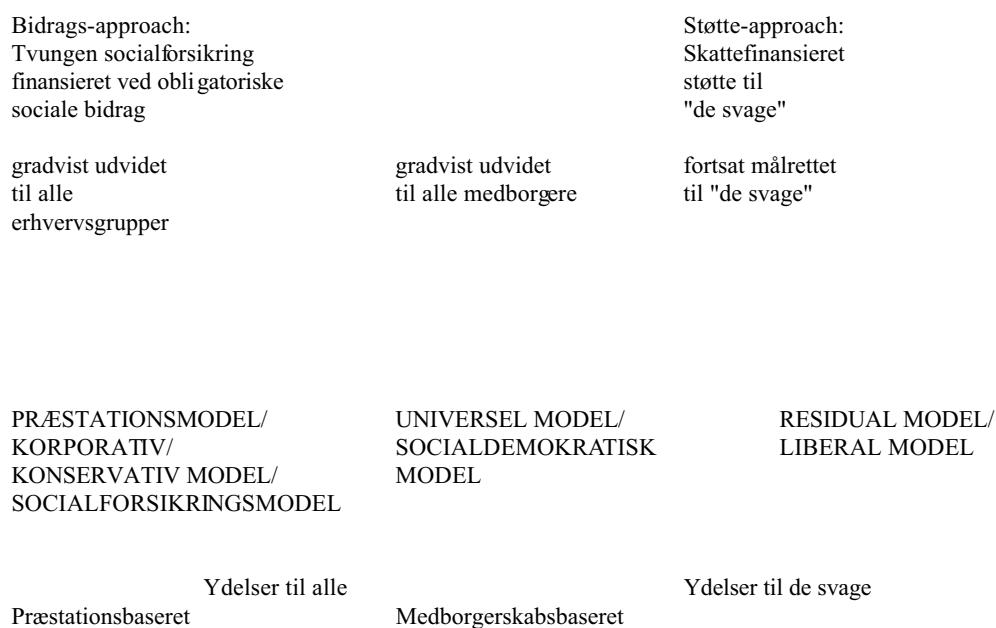 Bidrags-approach:
Tvungen socialforsikring
finansieret ved obligatoriske
sociale bidrag
Støtte-approach:
Skattefinansieret
støtte til
"de svage"
gradvist udvidet
til alle
erhvervsgrupper
gradvist udvidet
til alle medborgere
fortsat målrettet
til "de svage"
PRÆSTATIONSMODEL/
KORPORATIV/
KONSERVATIV MODEL/
SOCIALFORSIKRINGSMODEL
UNIVERSEL MODEL/
SOCIALDEMOKRATISK
MODEL
RESIDUAL MODEL/
LIBERAL MODEL
Ydelser til alle
Ydelser til de svage
Præstationsbaseret
Medborgerskabsbaseret